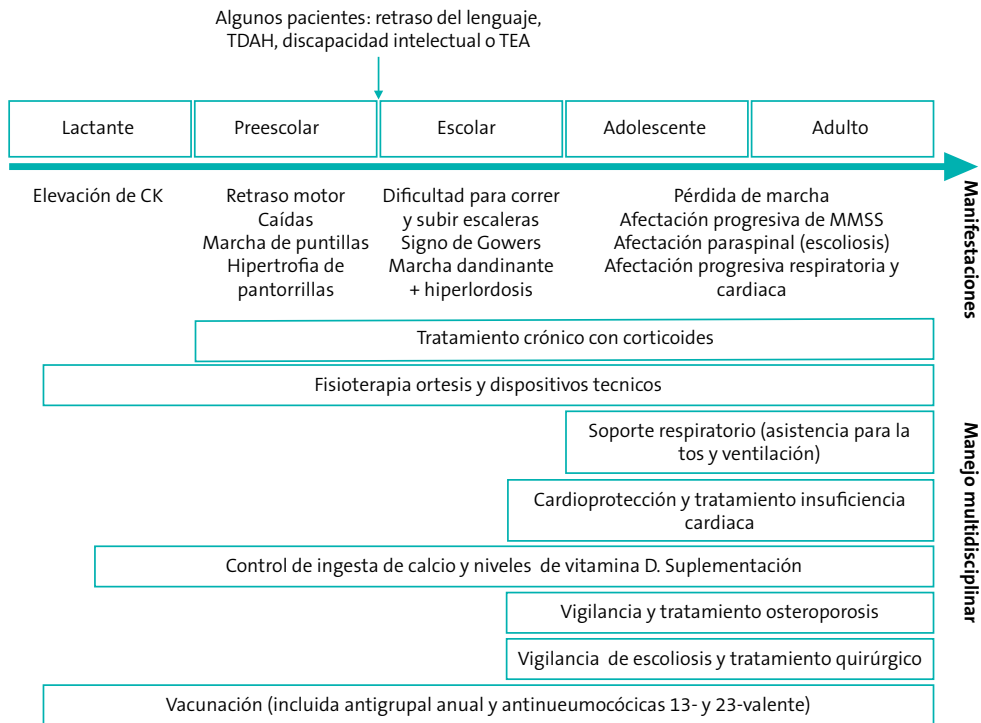 Algunos pacientes: retraso del lenguaje,
TDAH, discapacidad intelectual o TEA
Lactante
Preescolar
Escolar
Adolescente
Adulto
Elevación de CK
Retraso motor
Caídas
Marcha de puntillas
Hipertrofia de
pantorrillas
Dificultad para correr
y subir escaleras
Signo de Gowers
Marcha dandinante
+ hiperlordosis
Pérdida de marcha
Afectación progresiva de MMSS
Afectación paraspinal (escoliosis)
Afectación progresiva respiratoria y
cardiaca
Manifestaciones
Tratamiento crónico con corticoides
Fisioterapia ortesis y dispositivos tecnicos
Soporte respiratorio (asistencia para la
tos y ventilación)
Cardioprotección y tratamiento insuficiencia
cardiaca
Control de ingesta de calcio y niveles de vitamina D. Suplementación
Vigilancia y tratamiento osteroporosis
Vigilancia de escoliosis y tratamiento quirúrgico
Vacunación (incluida antigrupal anual y antinueumocócicas 13- y 23-valente)
Manejo multidisciplinar